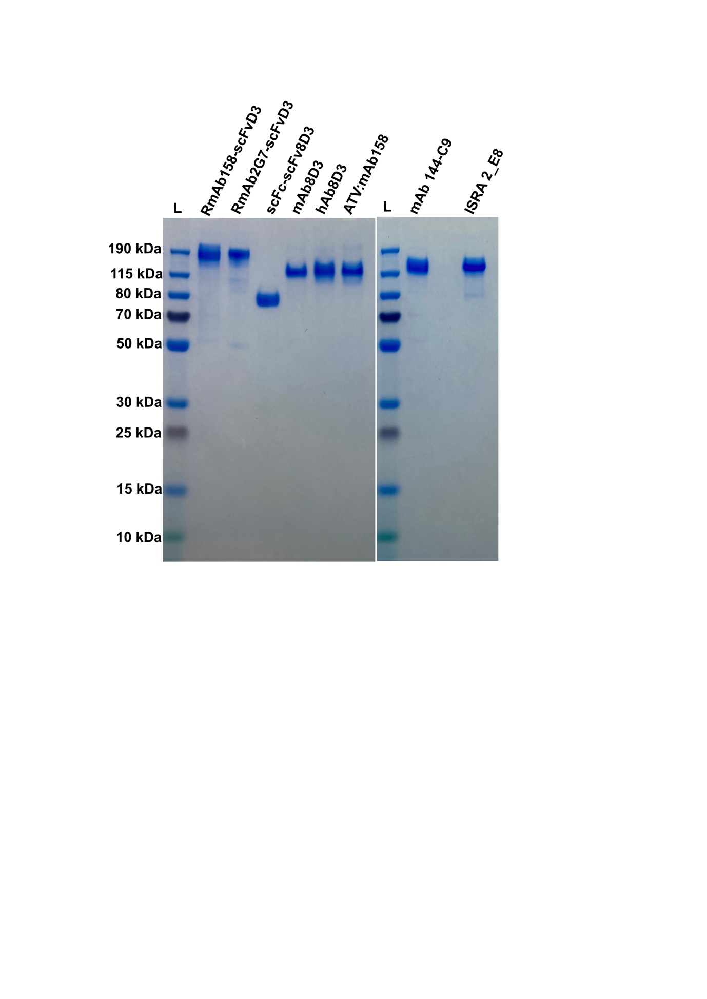 L
RmAb158-scFvD3
RmAb2G7-scFvD3
scFc-scFv8D3
mAb8D3
hAb8D3
ATV:mAb158
L
mAb 144-C9
ISRA 2_E8
190 kDa
115 kDa
80 kDa
70 kDa
50 kDa
30 kDa
25 kDa
15 kDa
10 kDa